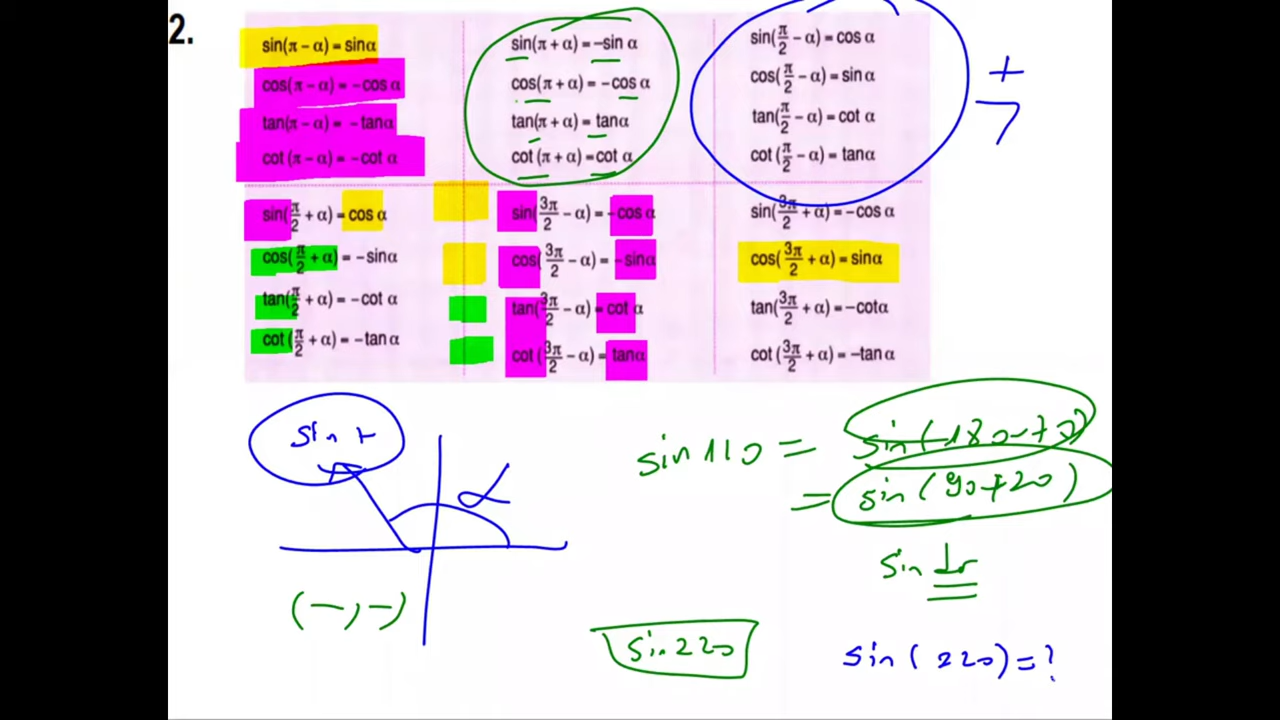 2.
sin(π – α) = sinα
cos(π – α) = –cos α
tan(π – α) = –tanα
cot (π – α) = –cot α
sin(π + α) = –sin α
cos(π + α) = –cos α
tan(π + α) = tanα
cot (π + α) = cot α
sin(π/2 – α) = cos α
cos(π/2 – α) = sin α
tan(π/2 – α) = cot α
cot (π/2 – α) = tanα
+
sin(π/2 + α) = cos α
cos(π/2 + α) = –sinα
tan(π/2 + α) = –cot α
cot (π/2 + α) = –tan α
sin(3π/2 – α) = –cos α
cos(3π/2 – α) = –sinα
tan(3π/2 – α) = cot α
cot (3π/2 – α) = tanα
sin(3π/2 + α) = –cos α
cos(3π/2 + α) = sinα
tan(3π/2 + α) = –cotα
cot (3π/2 + α) = –tan α
sin +
α
(–, –)
sin 110 = sin(180-70)
= sin(90+20)
sin
sin 220
sin( 220) = ?